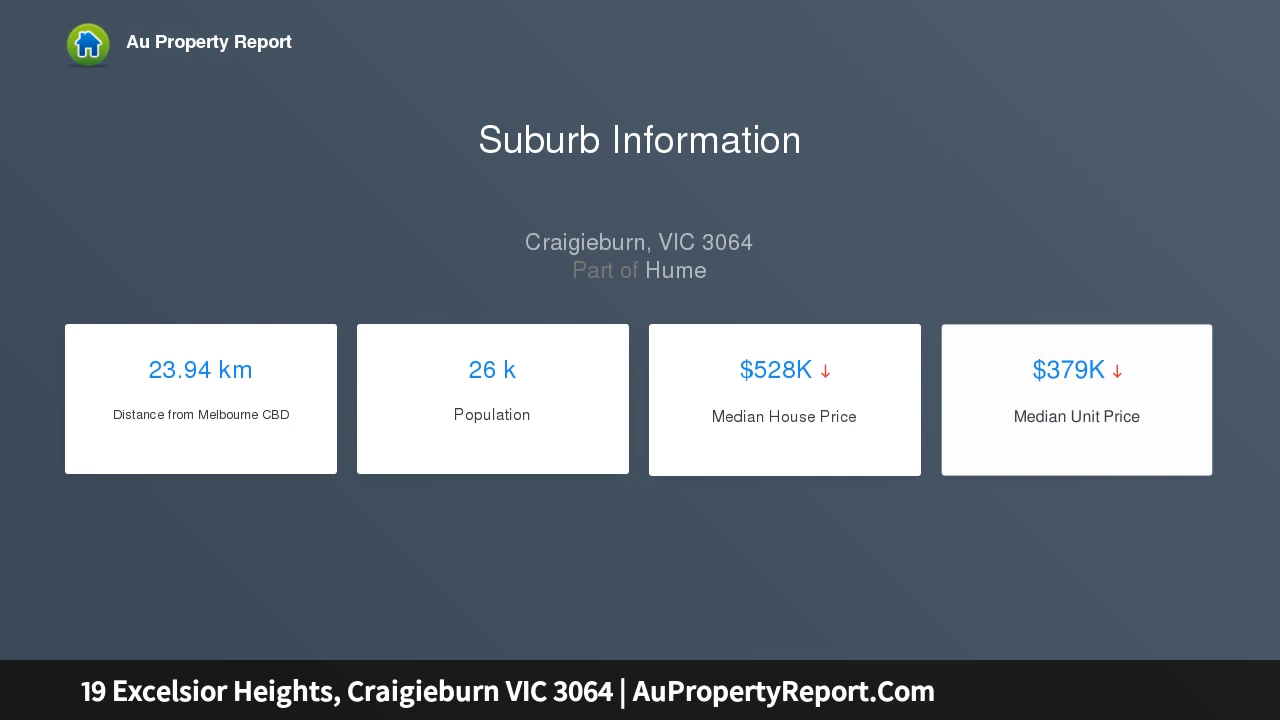 Au Property Report
Suburb Information
Craigieburn, VIC 3064
Part of Hume
23.94 km
Distance from Melbourne CBD
26 k
Population
$528K ↓
Median House Price
$379K ↓
Median Unit Price
19 Excelsior Heights, Craigieburn VIC 3064 | AuPropertyReport.Com